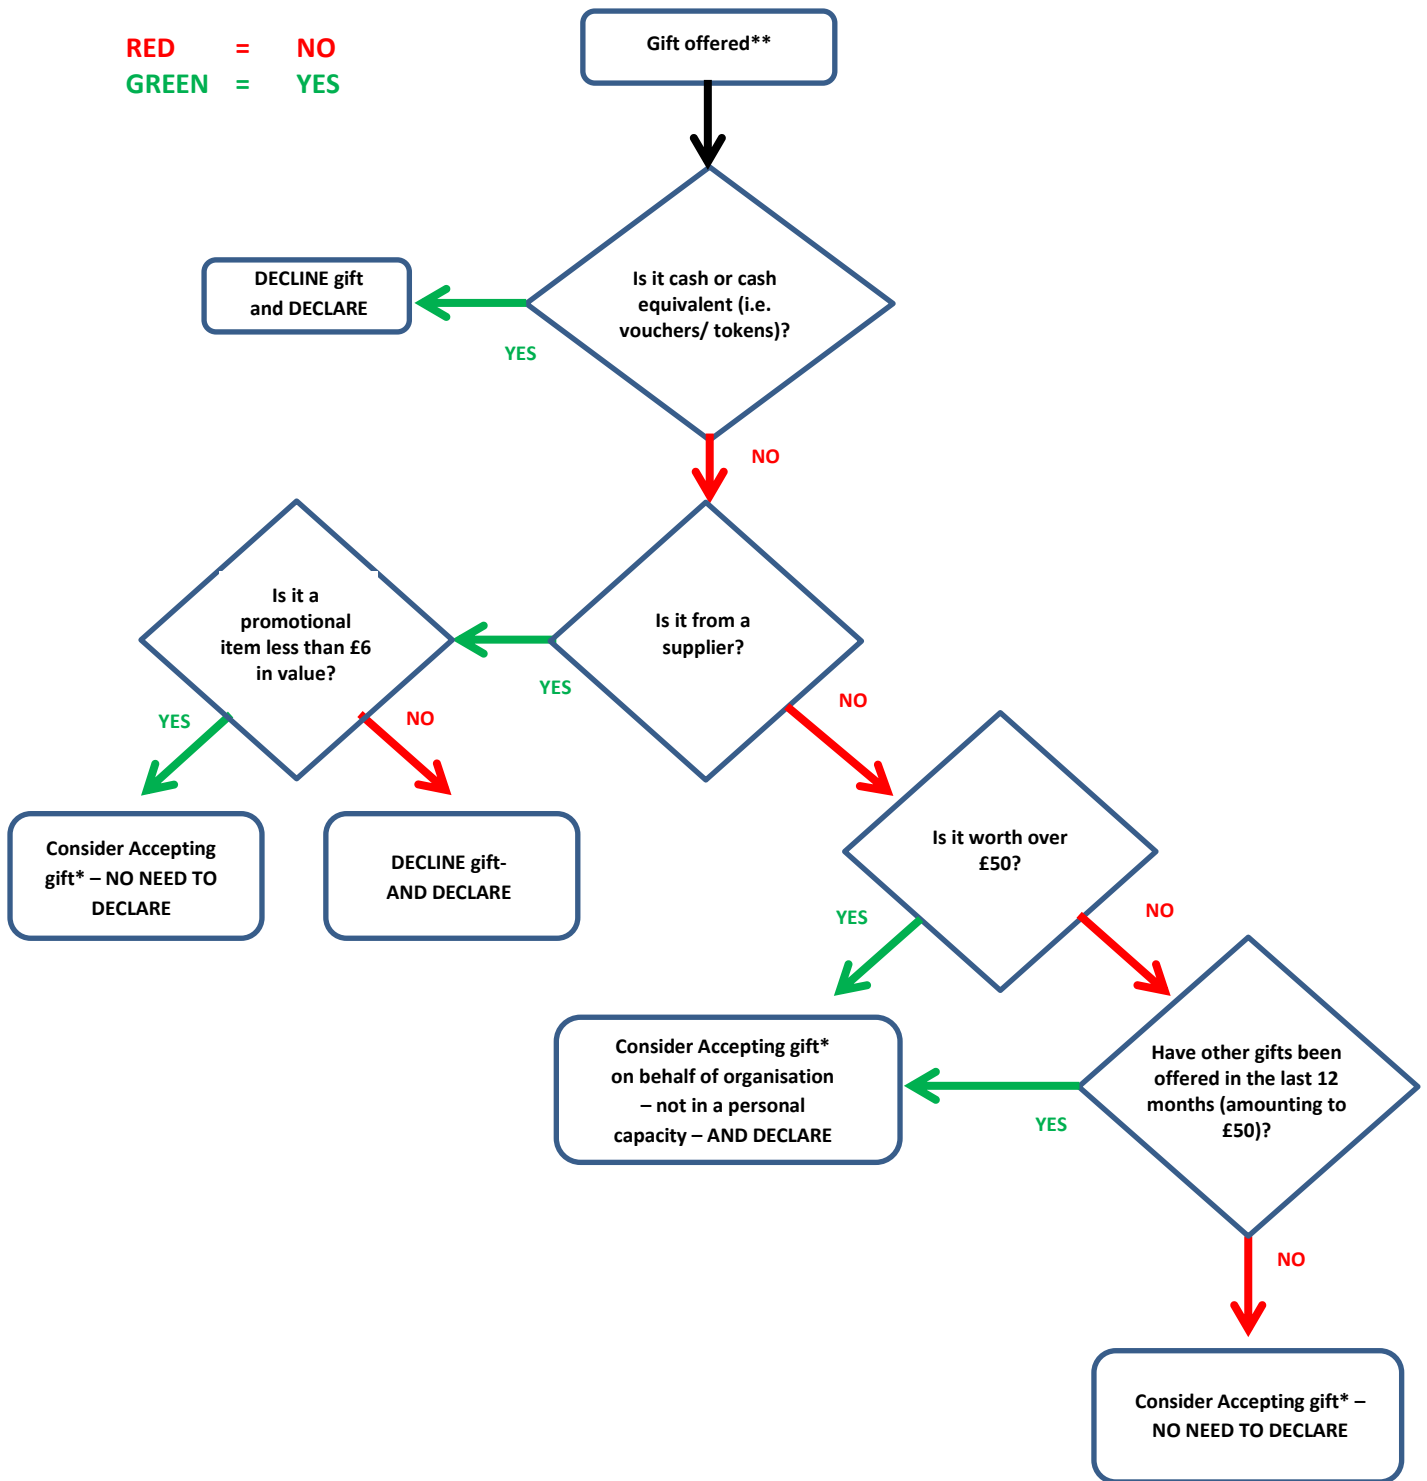 RED = NO
GREEN = YES
Gift offered**
DECLINE gift
and DECLARE
Is it cash or cash
equivalent (i.e.
vouchers/ tokens)?
YES
NO
Is it a
promotional
item less than £6
in value?
Is it from a
supplier?
YES
YES
NO
NO
Consider Accepting
gift* – NO NEED TO
DECLARE
DECLINE gift-
AND DECLARE
Is it worth over
£50?
YES
NO
Consider Accepting gift*
on behalf of organisation
– not in a personal
capacity – AND DECLARE
Have other gifts been
offered in the last 12
months (amounting to
£50)?
YES
NO
Consider Accepting gift* –
NO NEED TO DECLARE